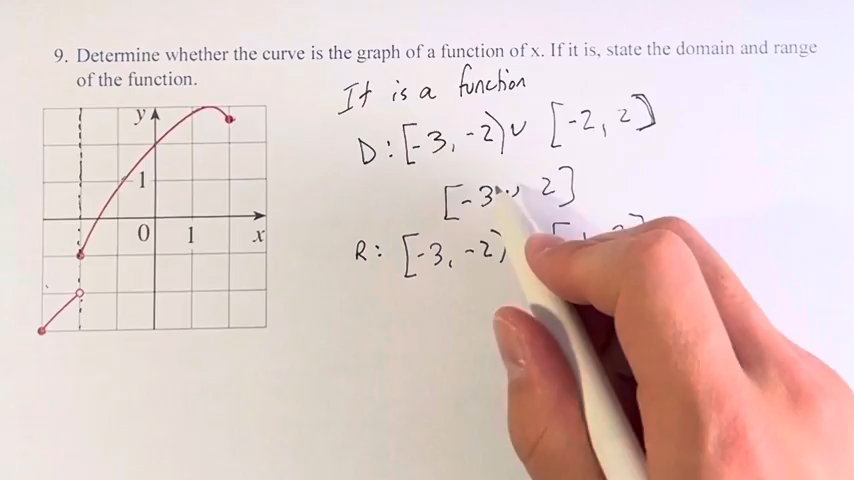 9. Determine whether the curve is the graph of a function of x. If it is, state the domain and range
of the function.
It is a function
y
D: [-3, -2) ∪ [-2, 2]
1
[-3, 2]
0 1 x
R: [-3, -2)